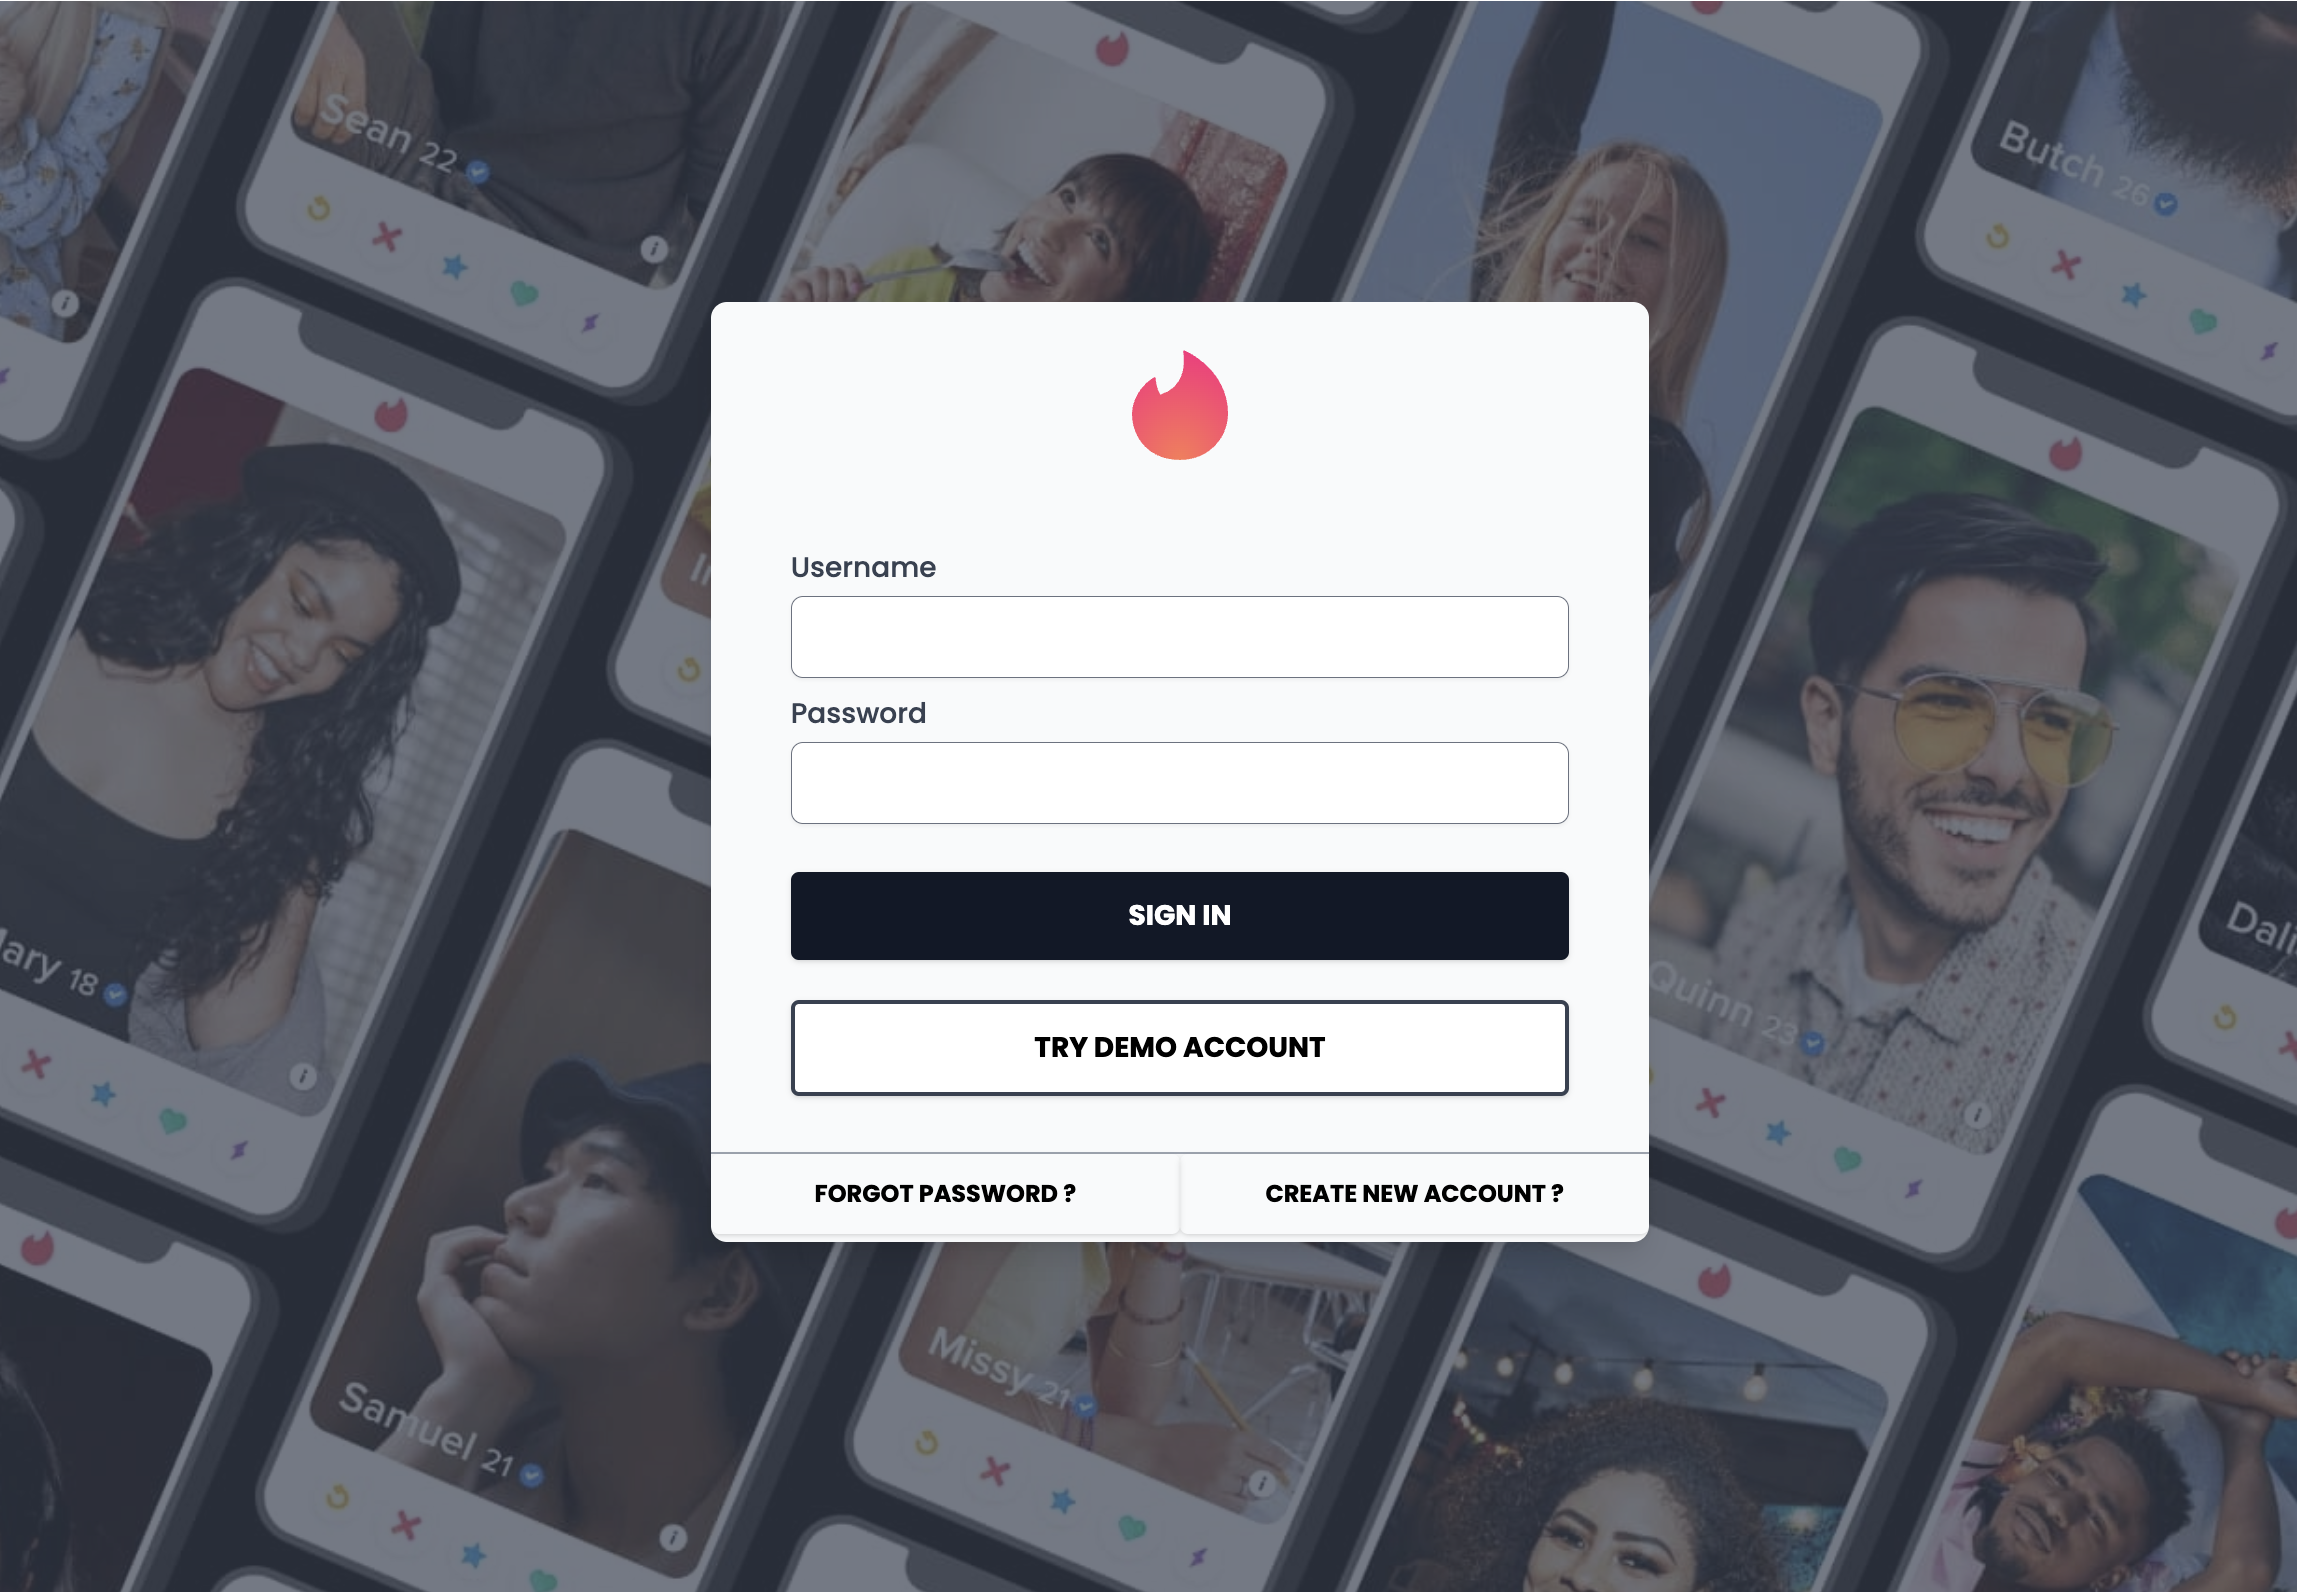 Sean 22
Butch 26
Username
Password
SIGN IN
ary 18
Quinn 23
Dali
TRY DEMO ACCOUNT
FORGOT PASSWORD ?
CREATE NEW ACCOUNT ?
Missy 21
Samuel 21